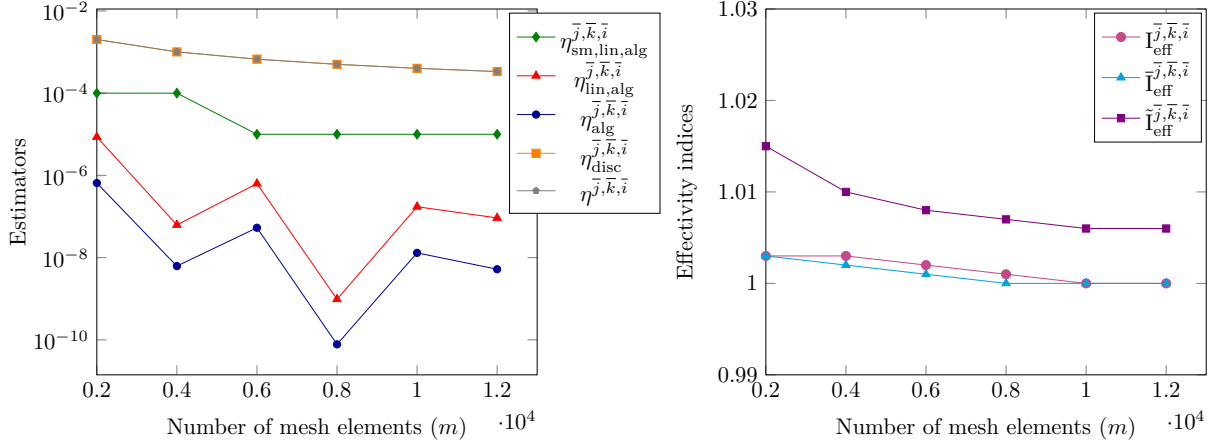 10^{−2}
10^{−4}
10^{−6}
10^{−8}
10^{−10}
Estimators
0.2 0.4 0.6 0.8 1 1.2
·10^4
Number of mesh elements (m)
η_{sm,lin,alg}^{j̅,k̅,i̅}
η_{lin,alg}^{j̅,k̅,i̅}
η_{alg}^{j̅,k̅,i̅}
η_{disc}^{j̅,k̅,i̅}
η^{j̅,k̅,i̅}
1.03
1.02
1.01
1
0.99
Effectivity indices
0.2 0.4 0.6 0.8 1 1.2
·10^4
Number of mesh elements (m)
I_{eff}^{j̅,k̅,i̅}
Ī_{eff}^{j̅,k̅,i̅}
Ĩ_{eff}^{j̅,k̅,i̅}